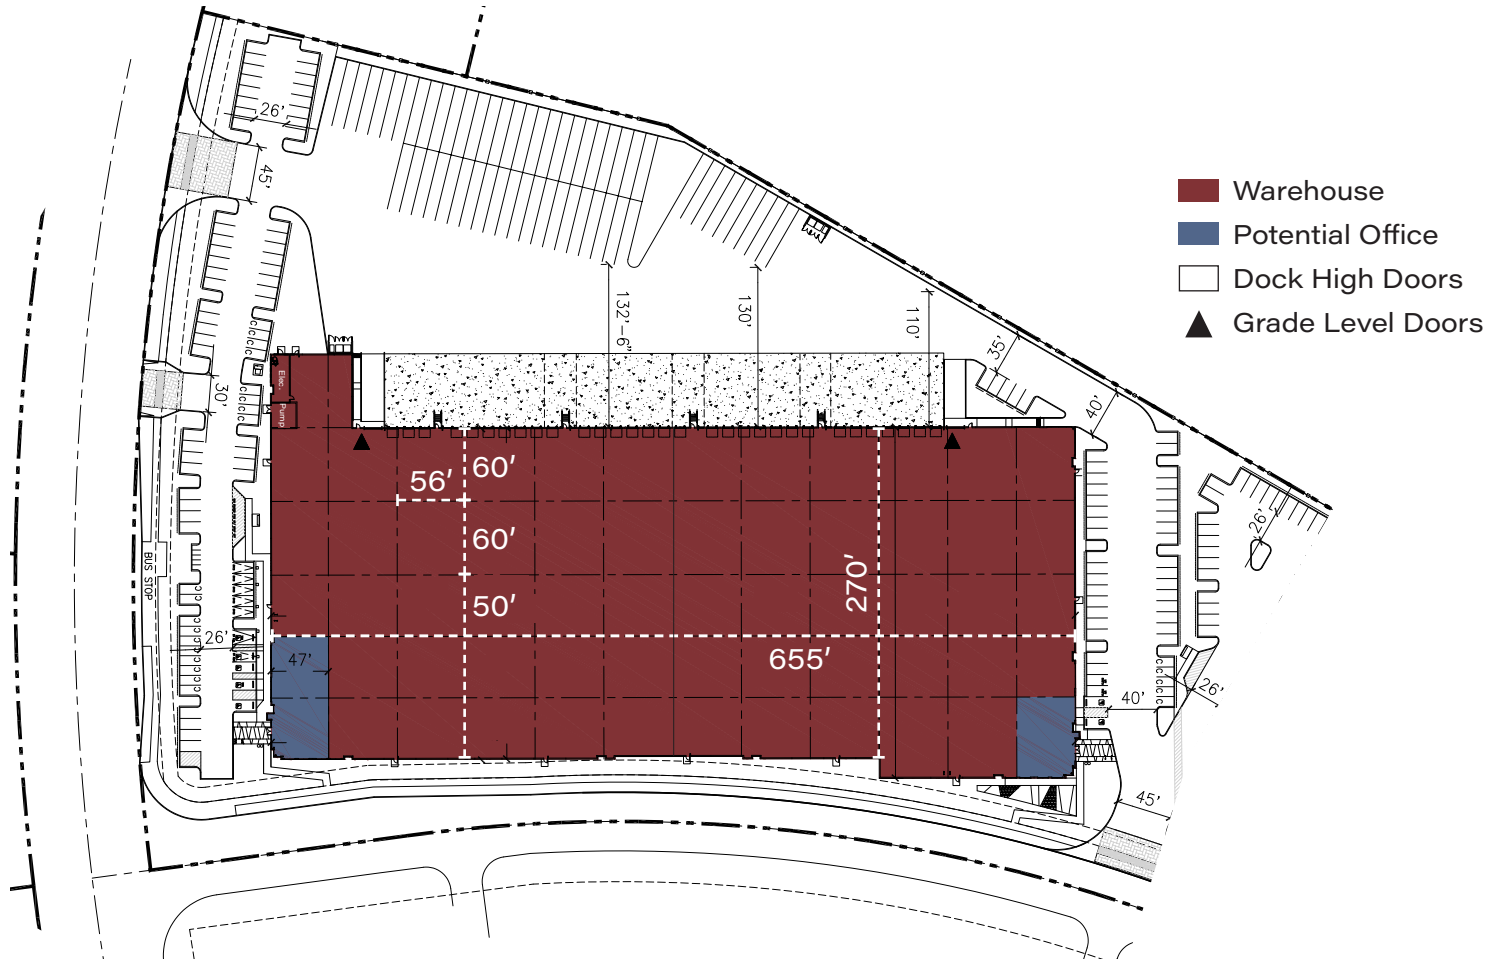 26'
45'
Warehouse
Potential Office
Dock High Doors
Grade Level Doors
132'-6"
130'
110'
35'
40'
30'
Elec.
Pump
60'
56'
60'
50'
270'
655'
26'
BUS STOP
26'
47'
40'
26'
45'